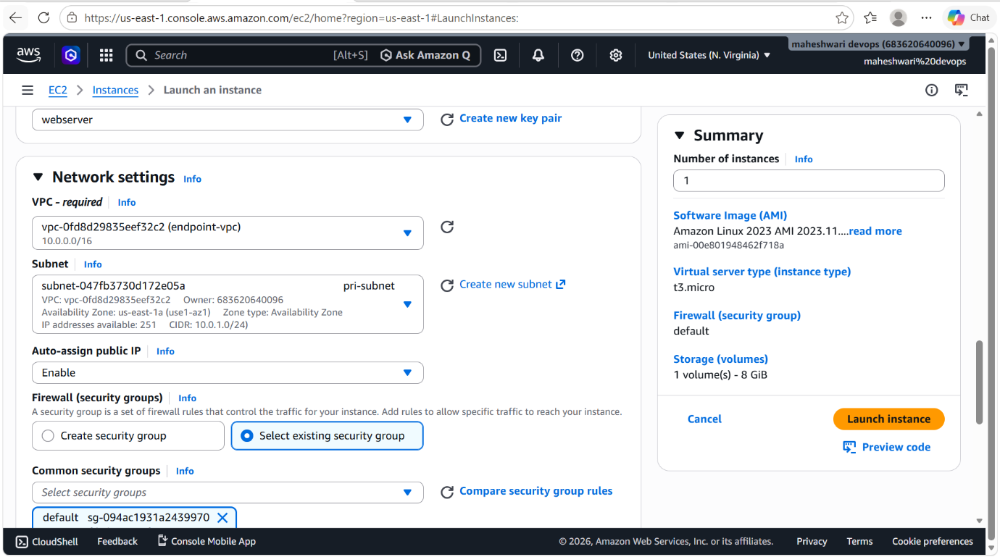 https://us-east-1.console.aws.amazon.com/ec2/home?region=us-east-1#LaunchInstances:
Chat
aws
Search
[Alt+S]
Ask Amazon Q
United States (N. Virginia)
maheshwari devops (683620640096)
maheshwari%20devops
EC2
Instances
Launch an instance
webserver
Create new key pair
Network settings Info
VPC - required Info
vpc-0fd8d29835eef32c2 (endpoint-vpc)
10.0.0.0/16
Subnet Info
subnet-047fb3730d172e05a pri-subnet
VPC: vpc-0fd8d29835eef32c2 Owner: 683620640096
Availability Zone: us-east-1a (use1-az1) Zone type: Availability Zone
IP addresses available: 251 CIDR: 10.0.1.0/24)
Create new subnet
Auto-assign public IP Info
Enable
Firewall (security groups) Info
A security group is a set of firewall rules that control the traffic for your instance. Add rules to allow specific traffic to reach your instance.
Create security group
Select existing security group
Common security groups Info
Select security groups
Compare security group rules
default sg-094ac1931a2439970
Summary
Number of instances Info
1
Software Image (AMI)
Amazon Linux 2023 AMI 2023.11....read more
ami-00e801948462f718a
Virtual server type (instance type)
t3.micro
Firewall (security group)
default
Storage (volumes)
1 volume(s) - 8 GiB
Cancel
Launch instance
Preview code
CloudShell
Feedback
Console Mobile App
© 2026, Amazon Web Services, Inc. or its affiliates.
Privacy
Terms
Cookie preferences